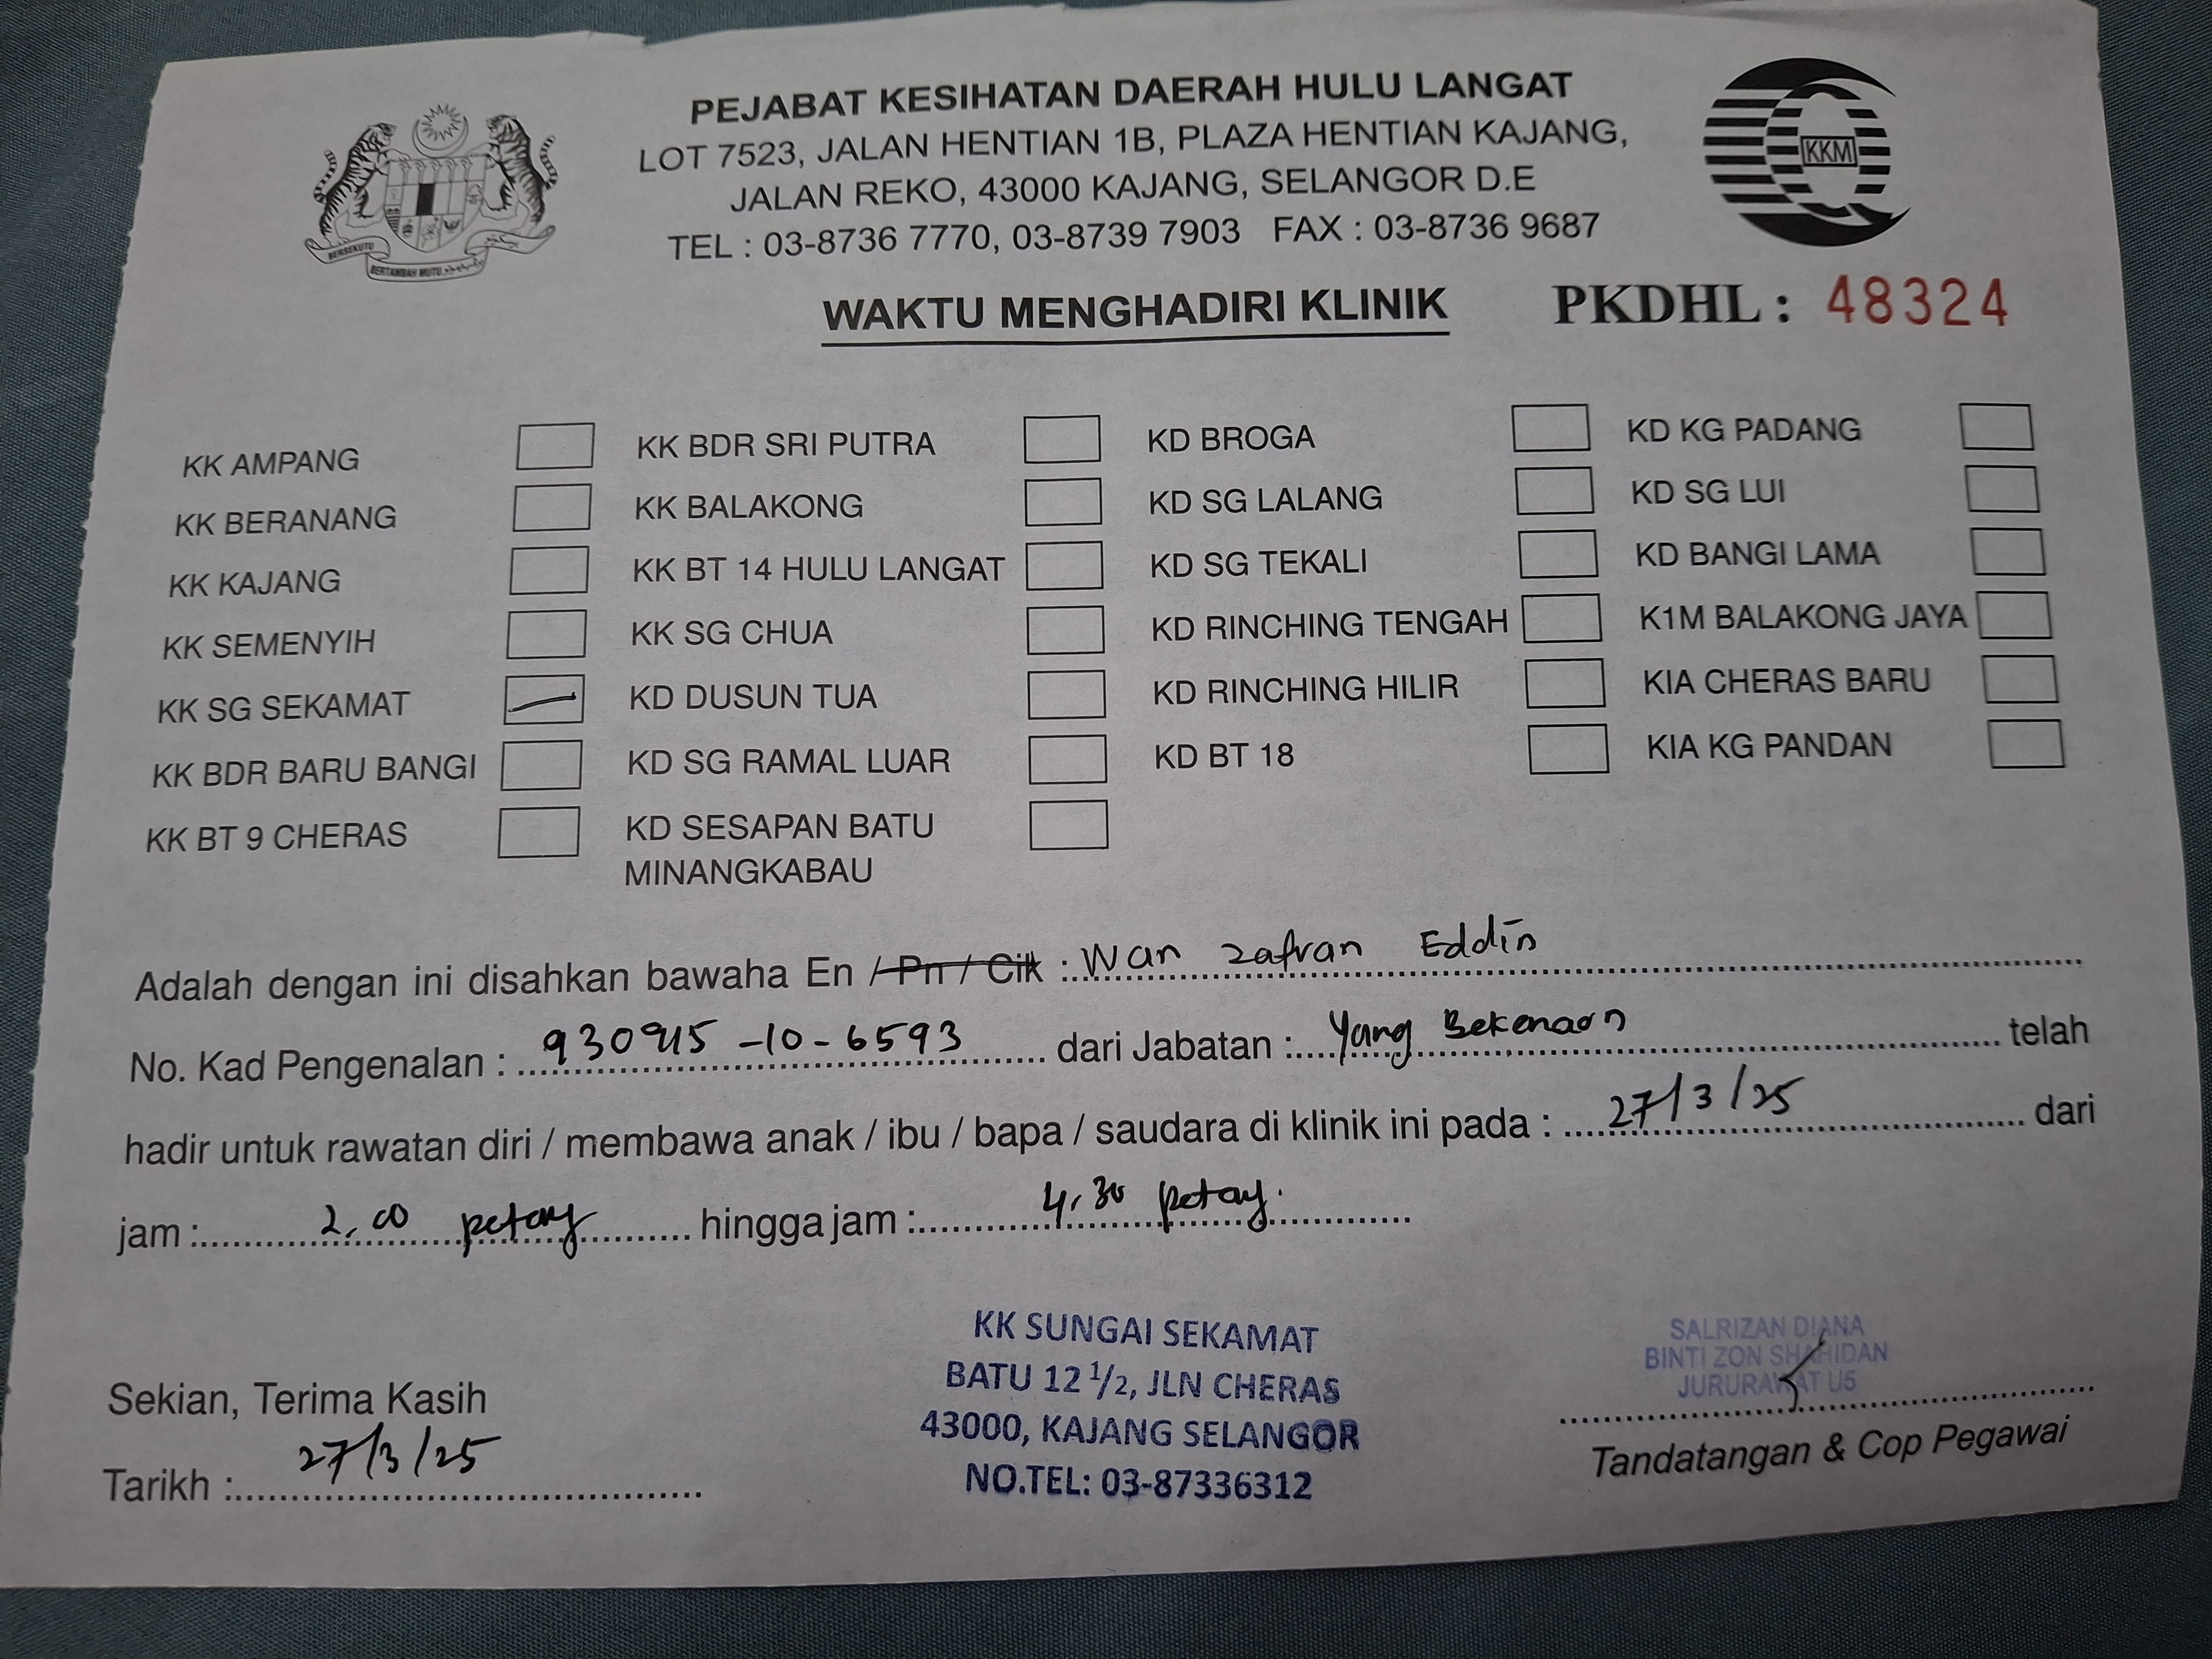 PEJABAT KESIHATAN DAERAH HULU LANGAT
LOT 7523, JALAN HENTIAN 1B, PLAZA HENTIAN KAJANG,
JALAN REKO, 43000 KAJANG, SELANGOR D.E
TEL : 03-8736 7770, 03-8739 7903 FAX : 03-8736 9687
BERSEKUTU
BERTAMBAH MUTU
KKM
WAKTU MENGHADIRI KLINIK
PKDHL : 48324
KK AMPANG KK BDR SRI PUTRA KD BROGA KD KG PADANG
KK BERANANG KK BALAKONG KD SG LALANG KD SG LUI
KK KAJANG KK BT 14 HULU LANGAT KD SG TEKALI KD BANGI LAMA
KK SEMENYIH KK SG CHUA KD RINCHING TENGAH K1M BALAKONG JAYA
KK SG SEKAMAT KD DUSUN TUA KD RINCHING HILIR KIA CHERAS BARU
KK BDR BARU BANGI KD SG RAMAL LUAR KD BT 18 KIA KG PANDAN
KK BT 9 CHERAS KD SESAPAN BATU
MINANGKABAU
Adalah dengan ini disahkan bawaha En / Pn / Cik : Wan Zafran Eddin
No. Kad Pengenalan : 930915-10-6593 dari Jabatan : Yang Bekenaan telah
hadir untuk rawatan diri / membawa anak / ibu / bapa / saudara di klinik ini pada : 27/3/25 dari
jam : 2.00 petang hingga jam : 4.30 petang.
KK SUNGAI SEKAMAT
BATU 12 1/2, JLN CHERAS
43000, KAJANG SELANGOR
NO.TEL: 03-87336312
SALRIZAN DIANA
BINTI ZON SHAHIDAN
JURURAWAT U5
Sekian, Terima Kasih
Tarikh : 27/3/25
Tandatangan & Cop Pegawai